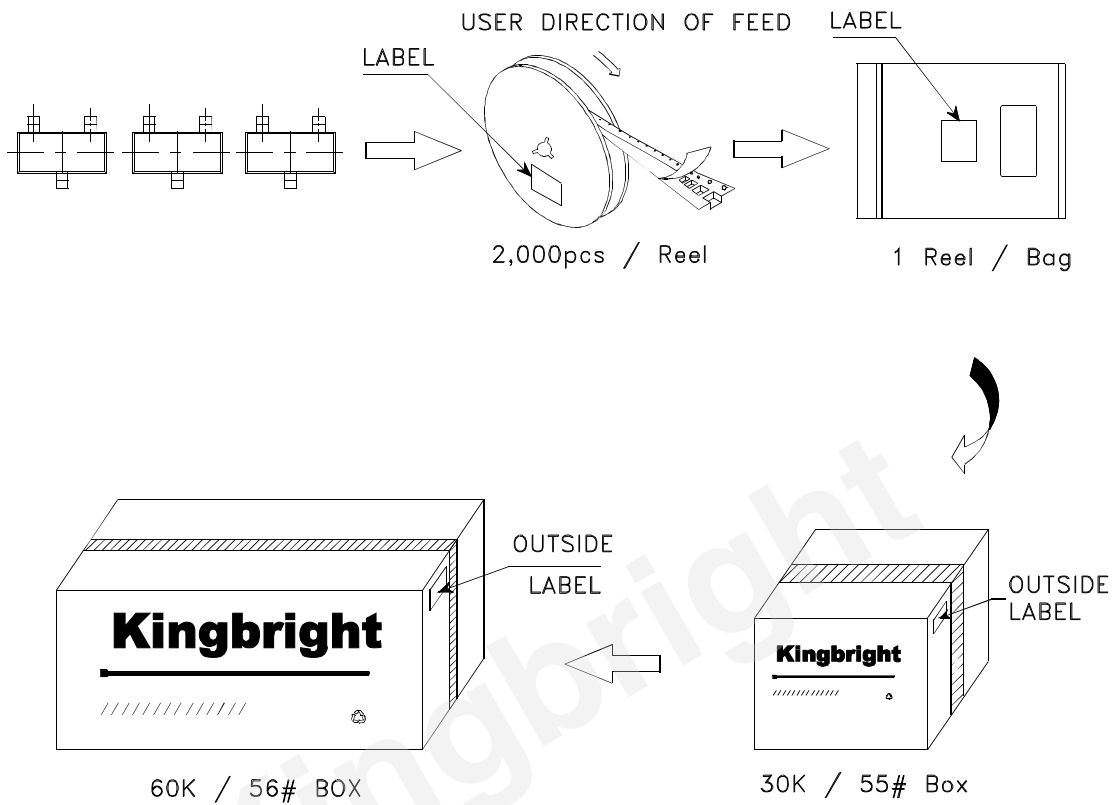 USER DIRECTION OF FEED
LABEL
LABEL
2,000pcs / Reel
1 Reel / Bag
OUTSIDE
LABEL
Kingbright
60K / 56# BOX
OUTSIDE
LABEL
Kingbright
30K / 55# Box
Kingbright